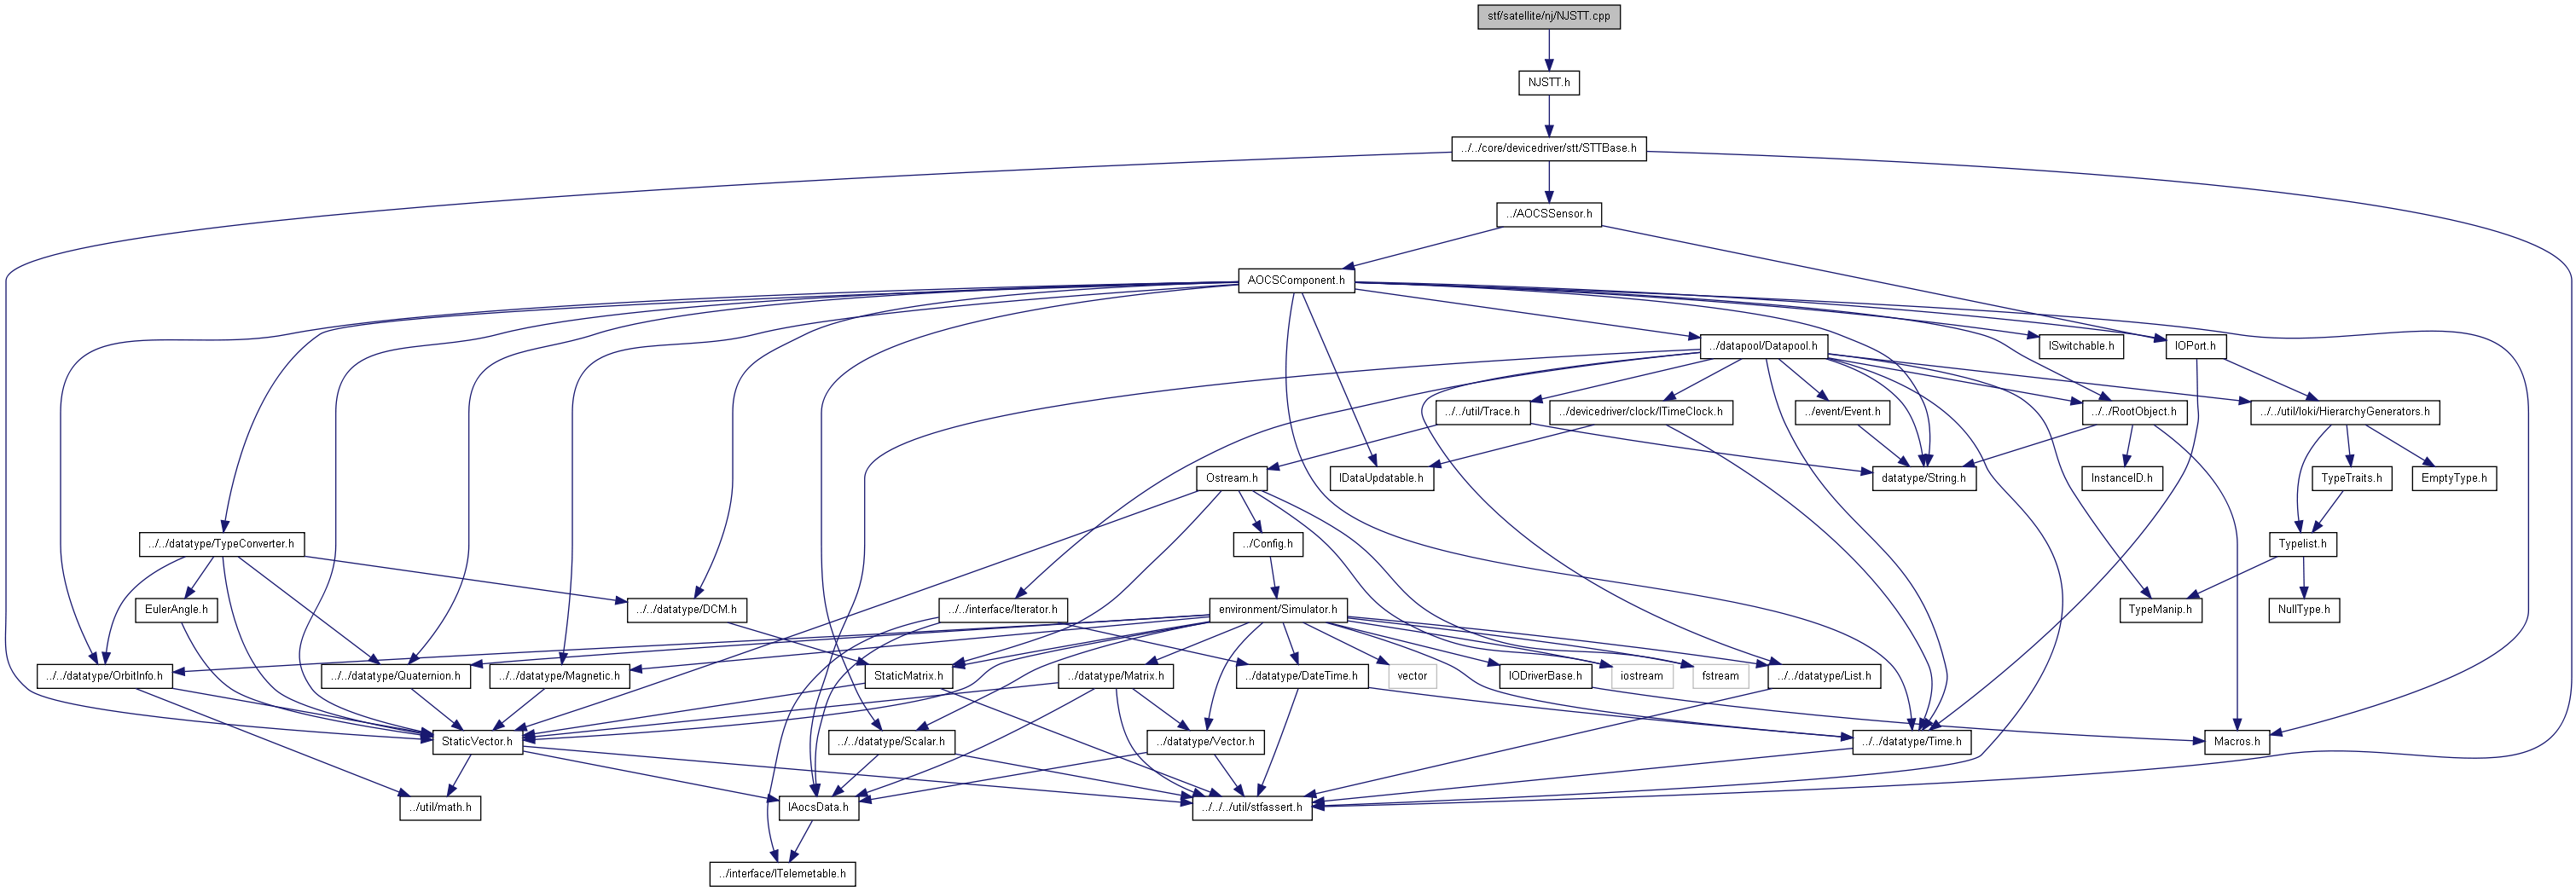 stf/satellite/nj/NJSTT.cpp
NJSTT.h
../../core/devicedriver/stt/STTBase.h
../AOCSSensor.h
AOCSComponent.h
../datapool/Datapool.h
ISwitchable.h
IOPort.h
../../util/Trace.h
../devicedriver/clock/ITimeClock.h
../event/Event.h
../../RootObject.h
../../util/loki/HierarchyGenerators.h
Ostream.h
IDataUpdatable.h
datatype/String.h
InstanceID.h
TypeTraits.h
EmptyType.h
../../datatype/TypeConverter.h
../Config.h
Typelist.h
EulerAngle.h
../../datatype/DCM.h
../../interface/Iterator.h
environment/Simulator.h
TypeManip.h
NullType.h
../../datatype/OrbitInfo.h
../../datatype/Quaternion.h
../../datatype/Magnetic.h
StaticMatrix.h
../datatype/Matrix.h
../datatype/DateTime.h
vector
IODriverBase.h
iostream
fstream
../../datatype/List.h
StaticVector.h
../../datatype/Scalar.h
../datatype/Vector.h
../../datatype/Time.h
Macros.h
../util/math.h
IAocsData.h
../../../util/stfassert.h
../interface/ITelemetable.h